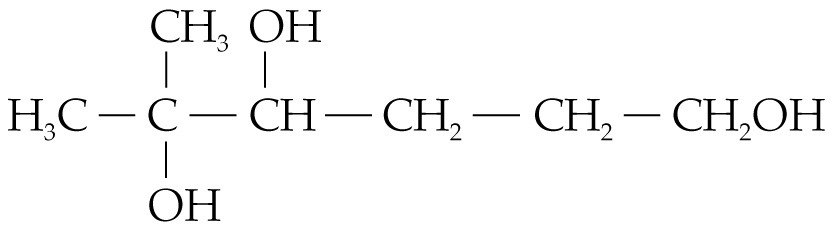 CH₃ OH
H₃C — C — CH — CH₂ — CH₂ — CH₂OH
OH